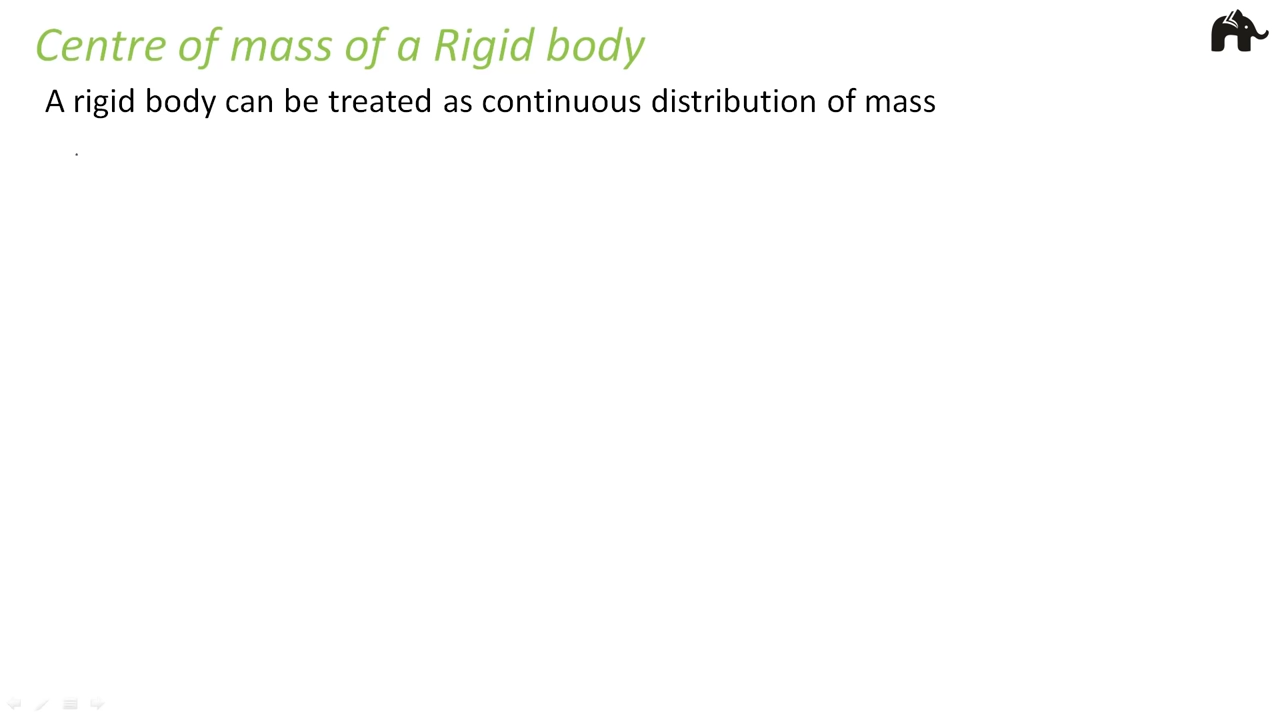 Centre of mass of a Rigid body
A rigid body can be treated as continuous distribution of mass